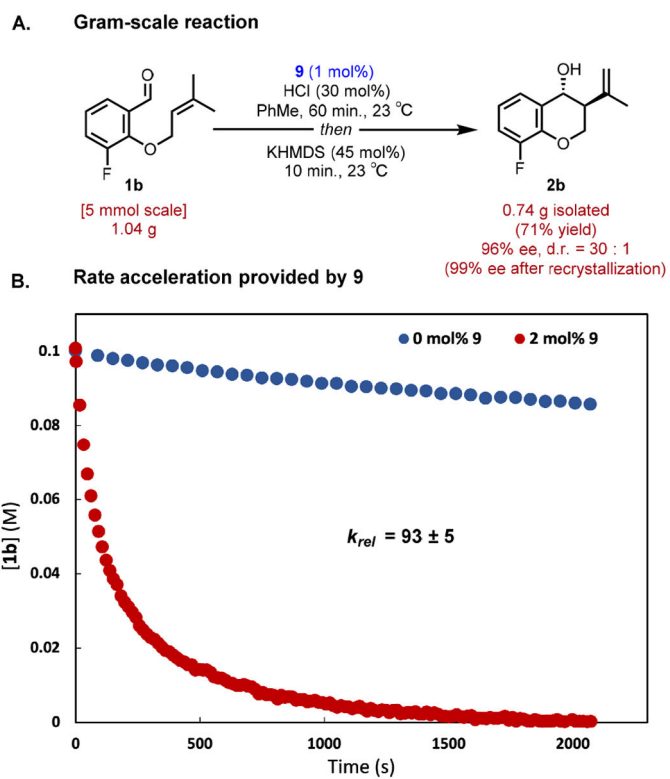 A. Gram-scale reaction
9 (1 mol%)
HCl (30 mol%)
PhMe, 60 min., 23 °C
then
KHMDS (45 mol%)
10 min., 23 °C
O
O
F
1b
[5 mmol scale]
1.04 g
OH
O
F
2b
0.74 g isolated
(71% yield)
96% ee, d.r. = 30 : 1
(99% ee after recrystallization)
B. Rate acceleration provided by 9
0 mol% 9
2 mol% 9
krel = 93 ± 5
[1b] (M)
0.1
0.08
0.06
0.04
0.02
0
0
500
1000
1500
2000
Time (s)